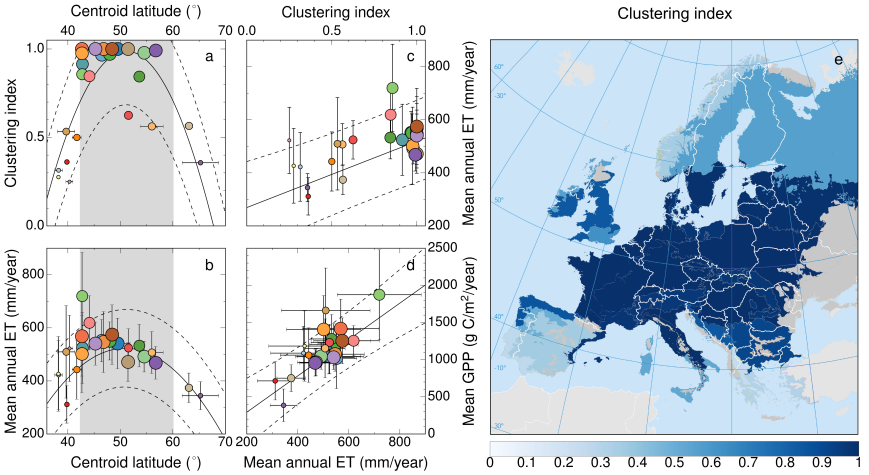 Centroid latitude (°)
40 50 60 70
Clustering index
0.0 0.5 1.0
Clustering index
a
c
e
1.0
0.5
0.0
Clustering index
800
600
400
200
Mean annual ET (mm/year)
60°
30°
50°
40°
10°
30°
b
d
800
600
400
200
Mean annual ET (mm/year)
2500
2000
1500
1000
500
0
Mean GPP (g C/m²/year)
40 50 60 70
Centroid latitude (°)
200 400 600 800
Mean annual ET (mm/year)
0 0.1 0.2 0.3 0.4 0.5 0.6 0.7 0.8 0.9 1